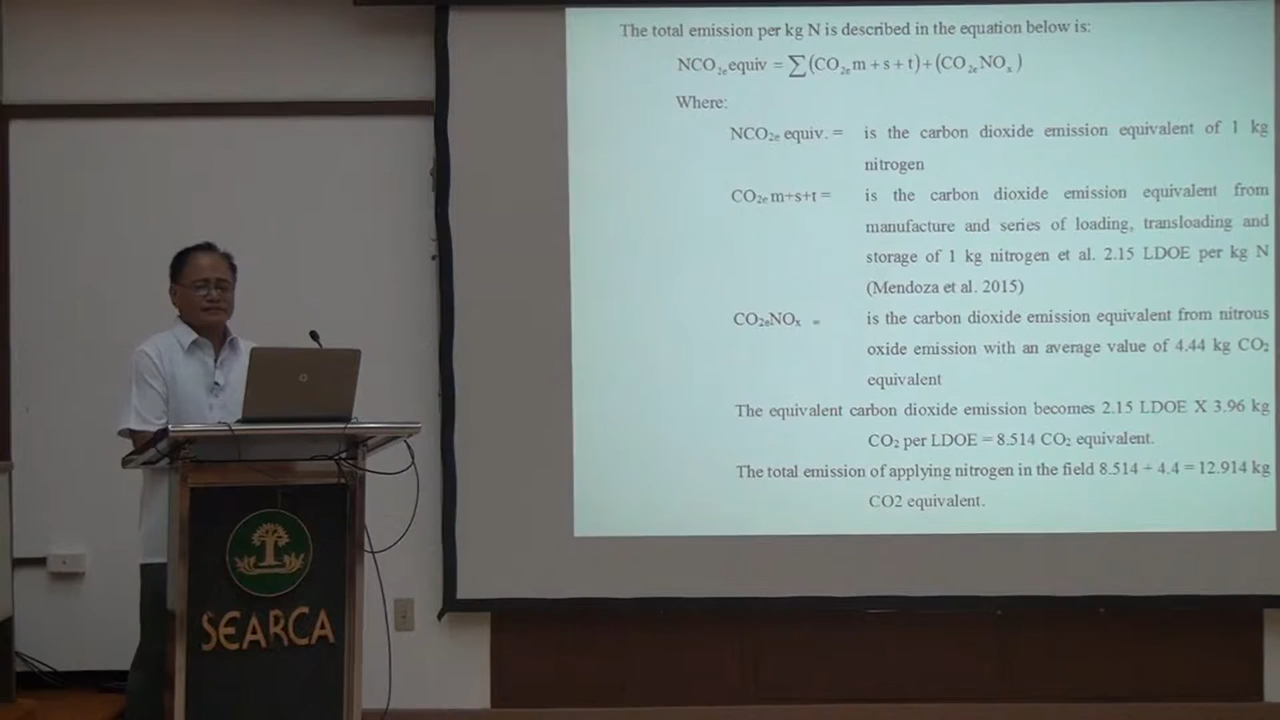 The total emission per kg N is described in the equation below is:
NCO₂ₑequiv = ∑(CO₂ₑm + s + t) + (CO₂ₑNOₓ)
Where:
NCO₂ₑ equiv. = is the carbon dioxide emission equivalent of 1 kg
nitrogen
CO₂ₑ m+s+t = is the carbon dioxide emission equivalent from
manufacture and series of loading, transloading and
storage of 1 kg nitrogen et al. 2.15 LDOE per kg N
(Mendoza et al. 2015)
CO₂ₑNOₓ = is the carbon dioxide emission equivalent from nitrous
oxide emission with an average value of 4.44 kg CO₂
equivalent
The equivalent carbon dioxide emission becomes 2.15 LDOE X 3.96 kg
CO₂ per LDOE = 8.514 CO₂ equivalent.
The total emission of applying nitrogen in the field 8.514 + 4.4 = 12.914 kg
CO2 equivalent.
SEARCA